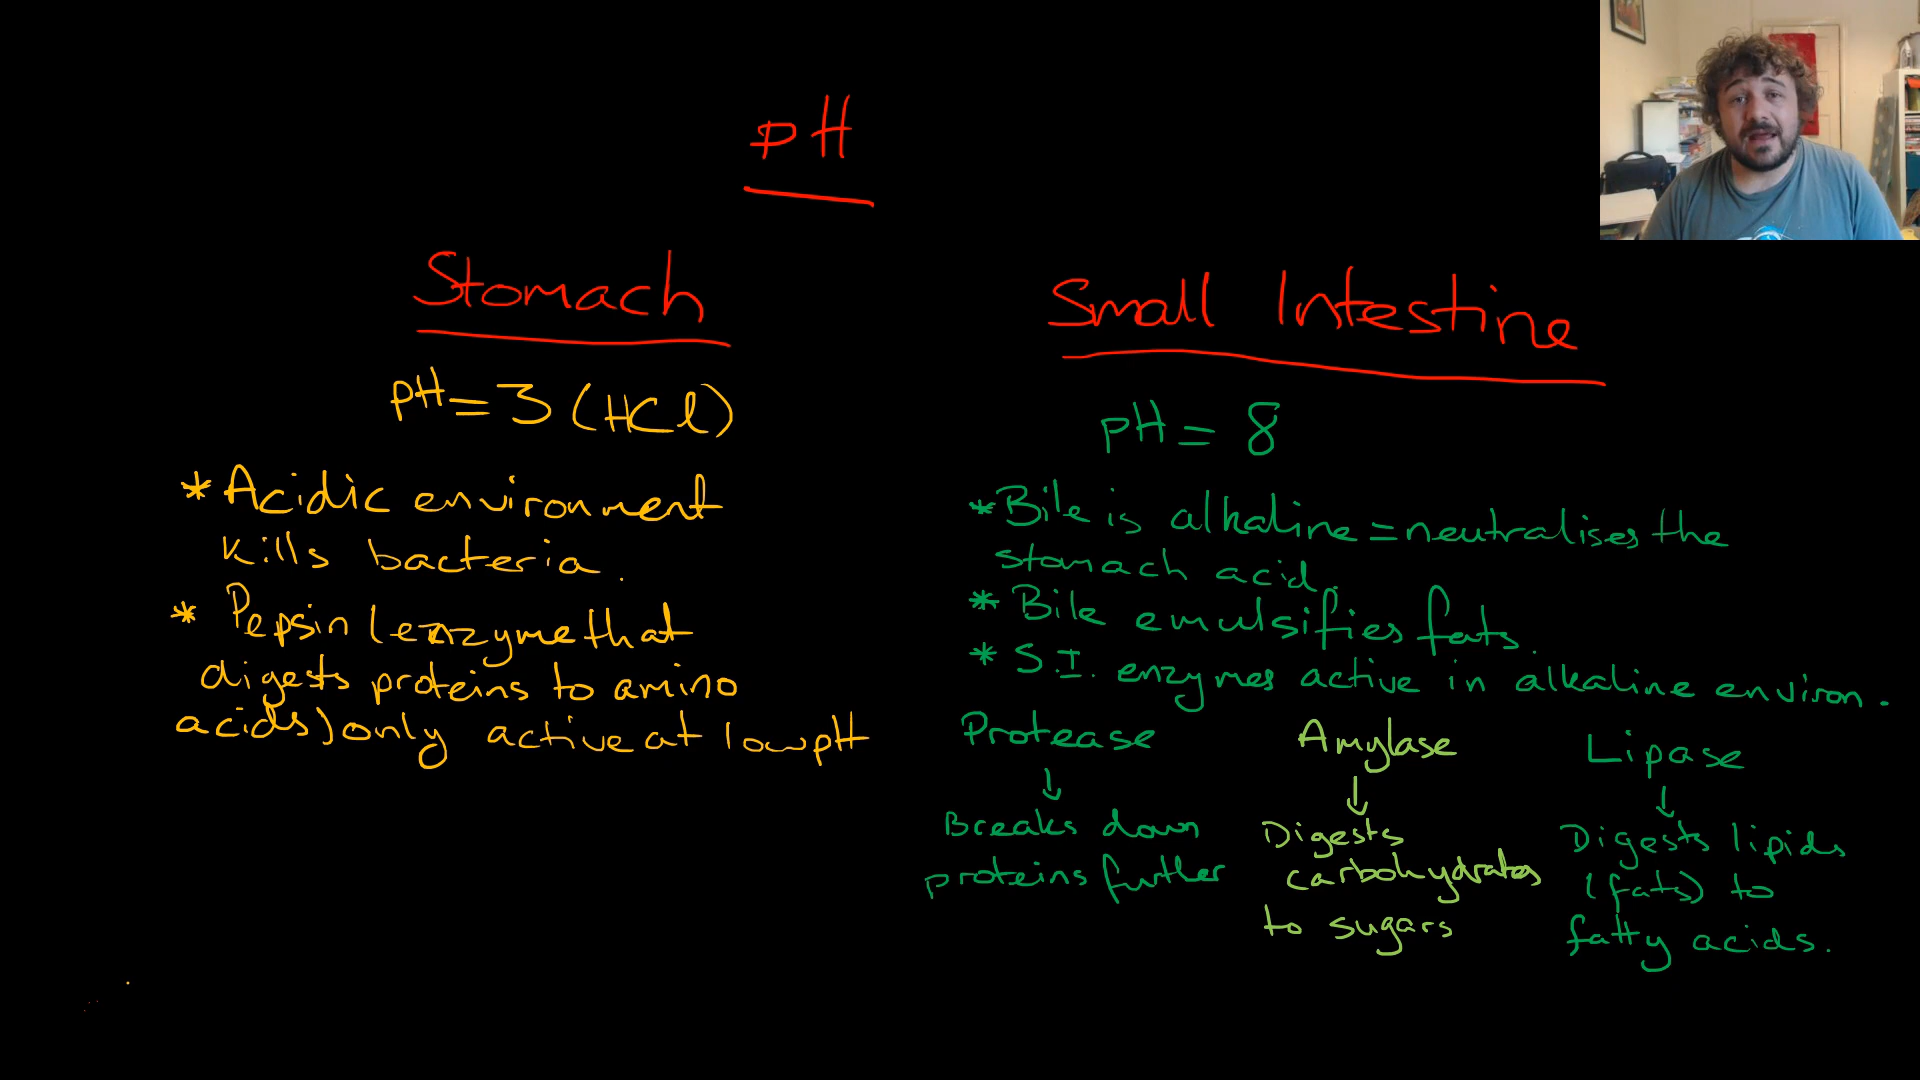 pH
Stomach
pH = 3 (HCl)
* Acidic environment
kills bacteria.
* Pepsin (enzyme that
digests proteins to amino
acids) only active at low pH
Small Intestine
pH = 8
* Bile is alkaline = neutralises the
stomach acid.
* Bile emulsifies fats.
* S.I. enzymes active in alkaline environ.
Protease
↓
Breaks down
proteins further
Amylase
↓
Digests
carbohydrates
to sugars
Lipase
↓
Digests lipids
(fats) to
fatty acids.